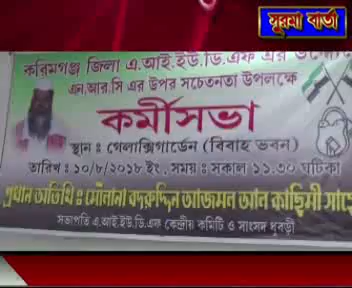 সুরমা বার্তা
করিমগঞ্জ জিলা এ.আই.ইউ.ডি.এফ এর
এন.আর.সি এর উপর সচেতনতা উপলক্ষে
কর্মীসভা
স্থান : গেলাক্সিগার্ডেন (বিবাহ ভবন)
তারিখ : ১০/৮/২০১৮ ইং, সময় : সকাল ১১.৩০ ঘটিকা
প্রধান অতিথি : মৌলানা বদরুদ্দিন আজমল আল কাছিমী
সভাপতি এ.আই.ইউ.ডি.এফ কেন্দ্রীয় কমিটি ও সাংসদ ধুবড়ী